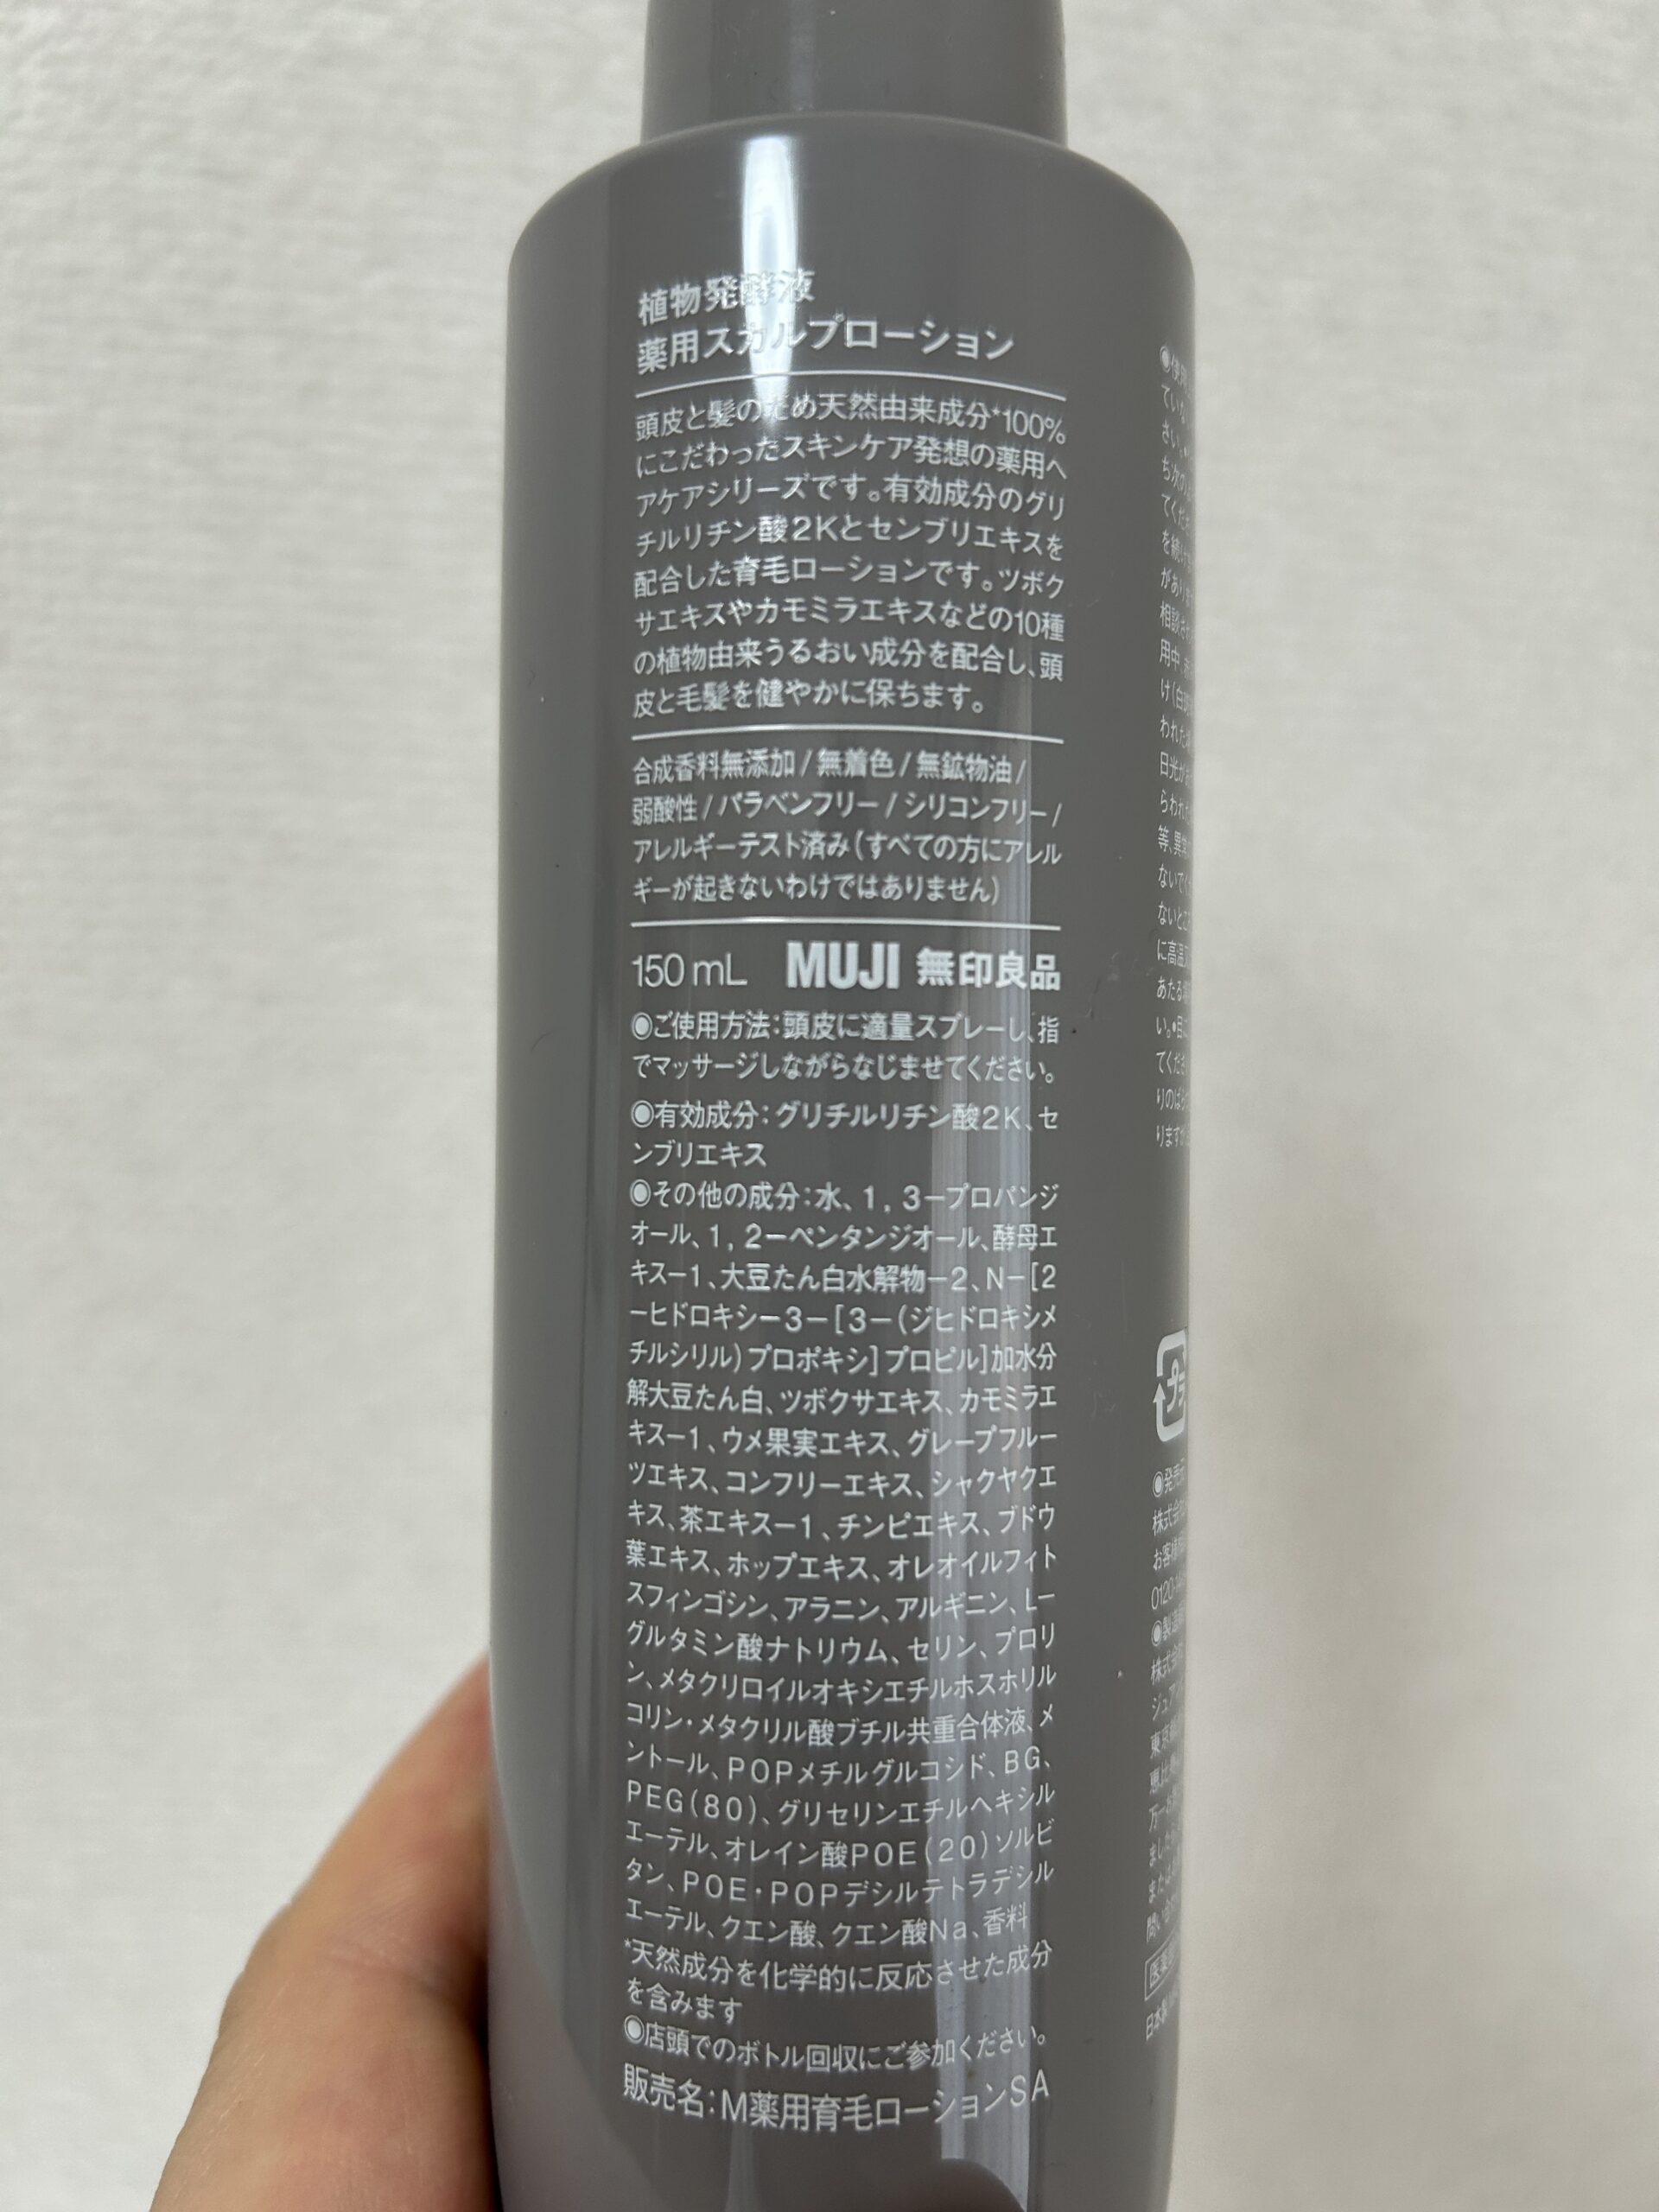 植物発酵液
薬用スカルプローション
頭皮と髪のため天然由来成分*100%
にこだわったスキンケア発想の薬用ヘ
アケアシリーズです。有効成分のグリ
チルリチン酸2Kとセンブリエキスを
配合した育毛ローションです。ツボク
サエキスやカモミラエキスなどの10種
の植物由来うるおい成分を配合し、頭
皮と毛髪を健やかに保ちます。
合成香料無添加/無着色/無鉱物油/
弱酸性/パラベンフリー/シリコンフリー/
アレルギーテスト済み(すべての方にアレル
ギーが起きないわけではありません)
150 mL MUJI 無印良品
◉ご使用方法:頭皮に適量スプレーし、指
でマッサージしながらなじませてください。
◉有効成分:グリチルリチン酸2K、セ
ンブリエキス
◉その他の成分:水、1,3-プロパンジ
オール、1,2-ペンタンジオール、酵母エ
キス-1、大豆たん白水解物-2、N-[2
-ヒドロキシ-3-[3-(ジヒドロキシメ
チルシリル)プロポキシ]プロピル]加水分
解大豆たん白、ツボクサエキス、カモミラエ
キス-1、ウメ果実エキス、グレープフルー
ツエキス、コンフリーエキス、シャクヤクエ
キス、茶エキス-1、チンピエキス、ブドウ
葉エキス、ホップエキス、オレオイルフィト
スフィンゴシン、アラニン、アルギニン、L-
グルタミン酸ナトリウム、セリン、プロリ
ン、メタクリロイルオキシエチルホスホリル
コリン・メタクリル酸ブチル共重合体液、メ
ントール、POPメチルグルコシド、BG、
PEG(80)、グリセリンエチルヘキシル
エーテル、オレイン酸POE(20)ソルビ
タン、POE・POPデシルテトラデシル
エーテル、クエン酸、クエン酸Na、香料
*天然成分を化学的に反応させた成分
を含みます
◉店頭でのボトル回収にご参加ください。
販売名:M薬用育毛ローションSA
プラ